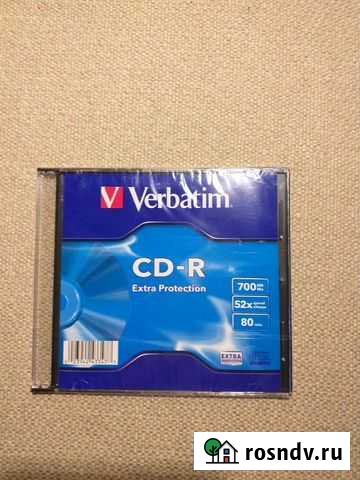 Verbatim
CD-R
Extra Protection
700
52x
80
EXTRA
rosndv.ru